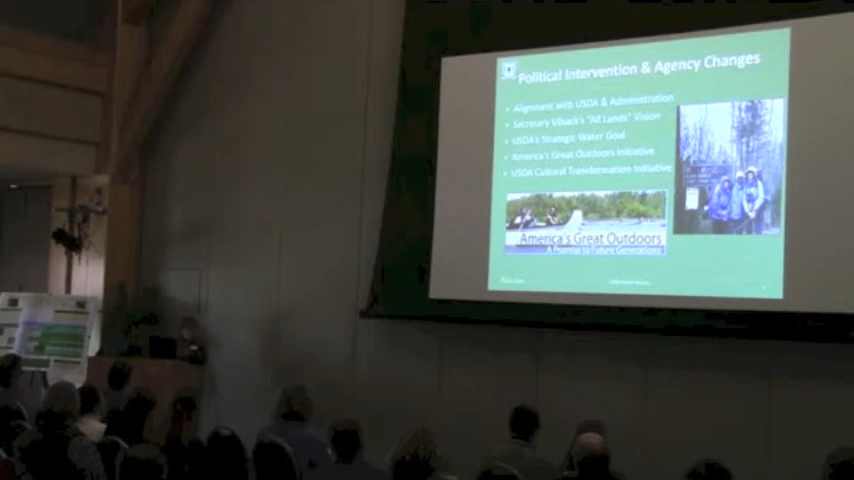 Political Intervention & Agency Changes
Alignment with USDA & Administration
Secretary Vilsack's "All Lands" Vision
USDA's Strategic Water Goal
America's Great Outdoors Initiative
USDA Cultural Transformation Initiative
America's Great Outdoors
A Promise to Future Generations